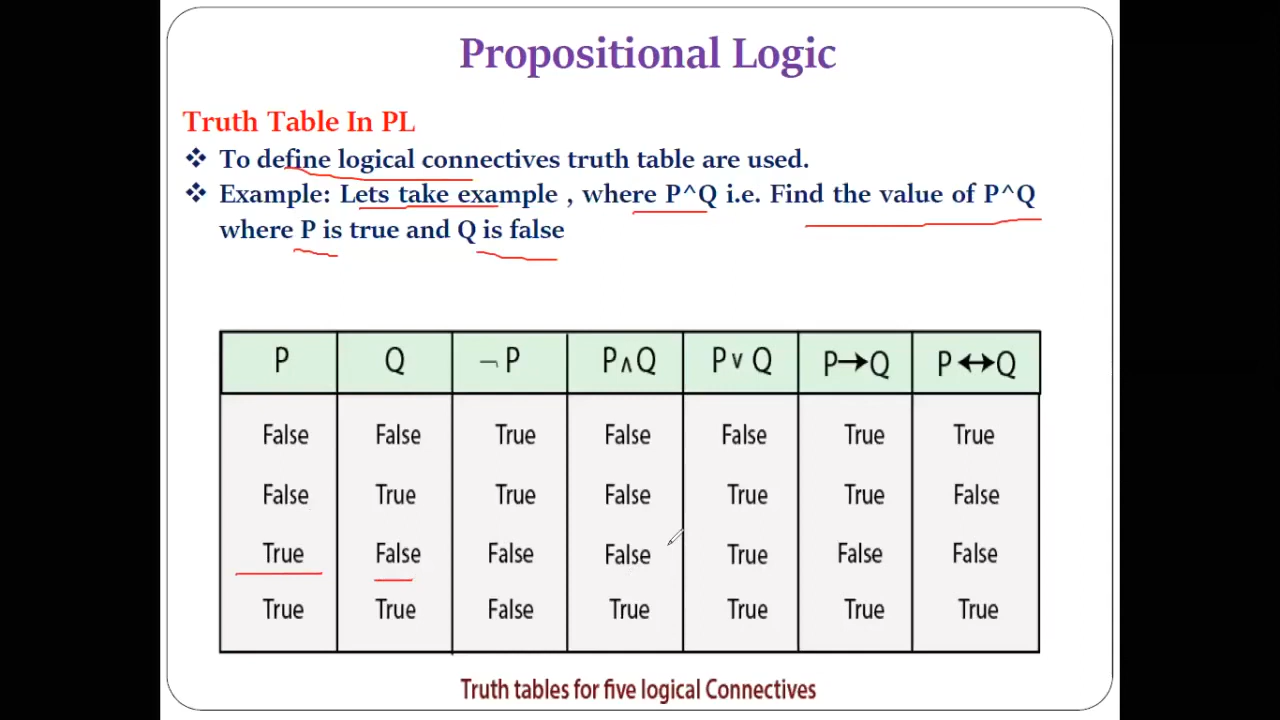 Propositional Logic
Truth Table In PL
❖ To define logical connectives truth table are used.
❖ Example: Lets take example , where P^Q i.e. Find the value of P^Q
where P is true and Q is false
P Q ¬ P P∧Q P∨Q P→Q P↔Q
False False True False False True True
False True True False True True False
True False False False True False False
True True False True True True True
Truth tables for five logical Connectives